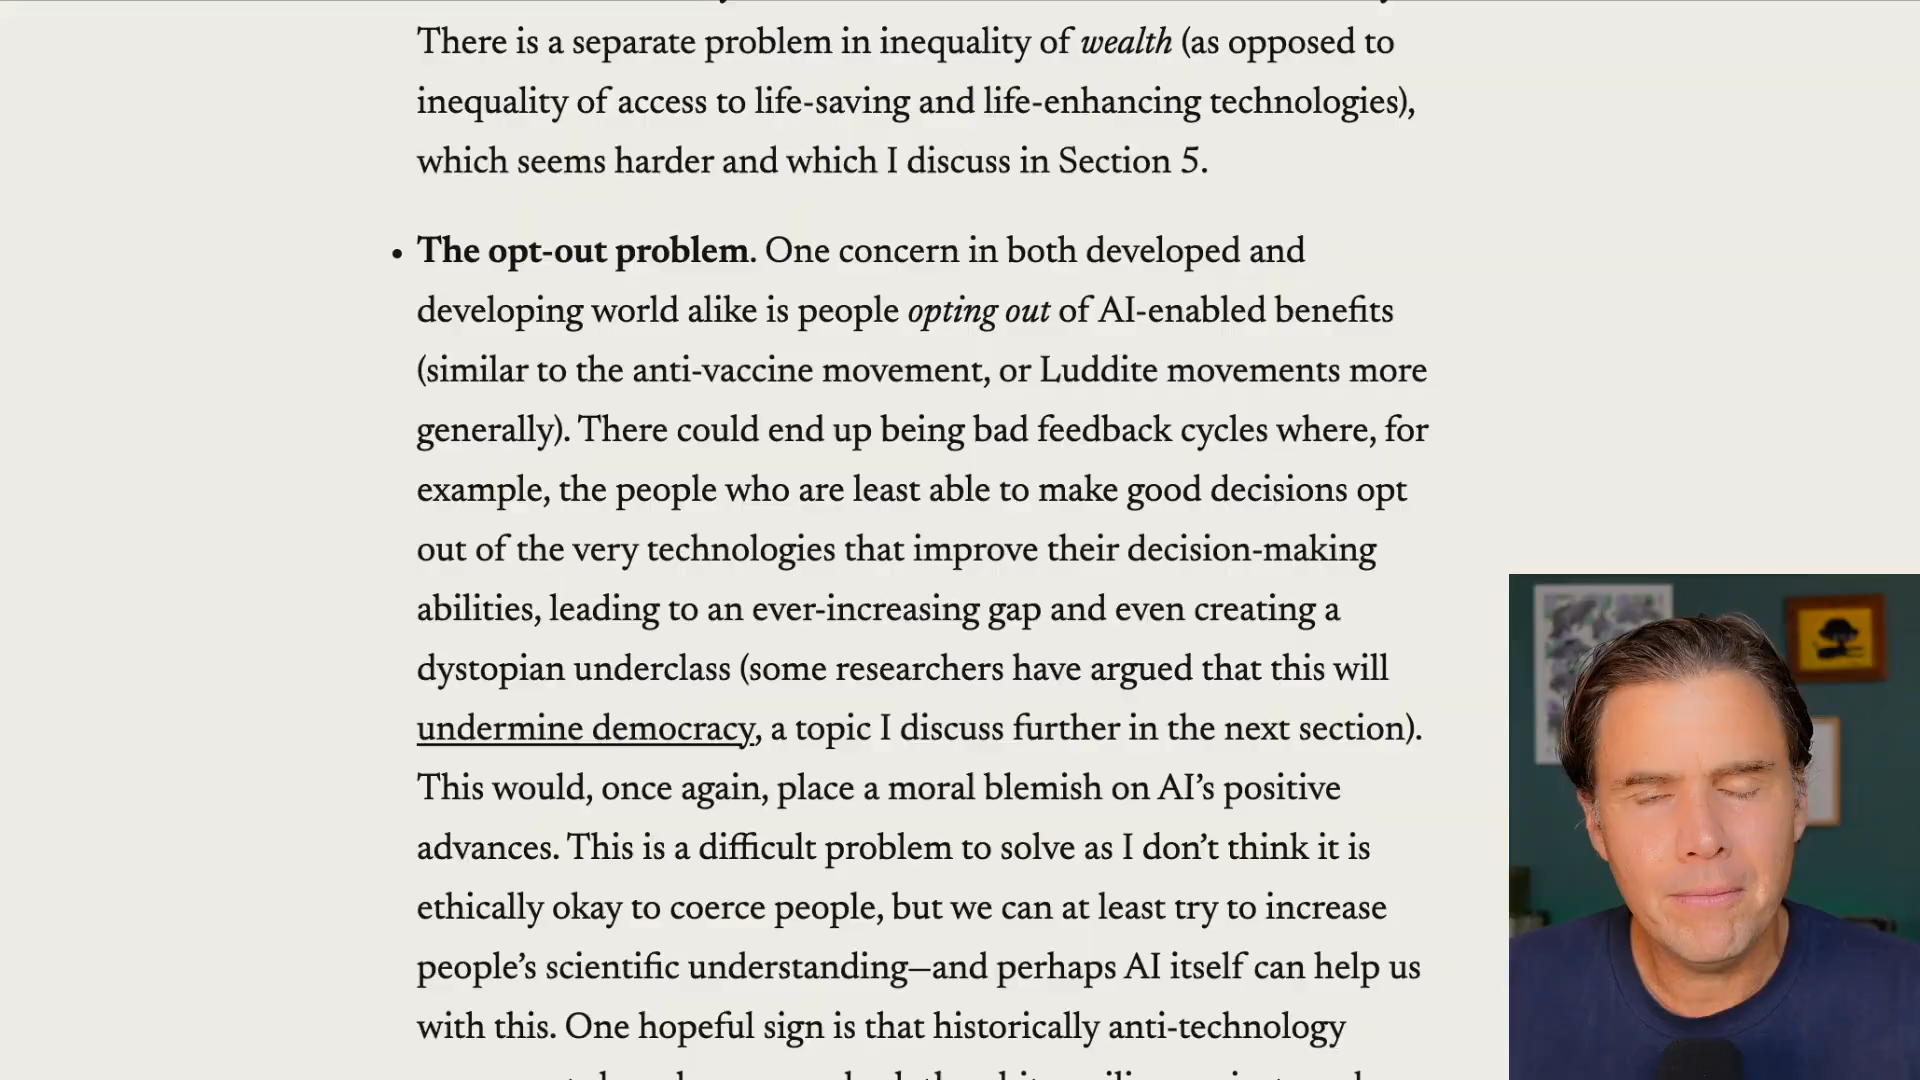 There is a separate problem in inequality of wealth (as opposed to
inequality of access to life-saving and life-enhancing technologies),
which seems harder and which I discuss in Section 5.
• The opt-out problem. One concern in both developed and
developing world alike is people opting out of AI-enabled benefits
(similar to the anti-vaccine movement, or Luddite movements more
generally). There could end up being bad feedback cycles where, for
example, the people who are least able to make good decisions opt
out of the very technologies that improve their decision-making
abilities, leading to an ever-increasing gap and even creating a
dystopian underclass (some researchers have argued that this will
undermine democracy, a topic I discuss further in the next section).
This would, once again, place a moral blemish on AI’s positive
advances. This is a difficult problem to solve as I don’t think it is
ethically okay to coerce people, but we can at least try to increase
people’s scientific understanding—and perhaps AI itself can help us
with this. One hopeful sign is that historically anti-technology